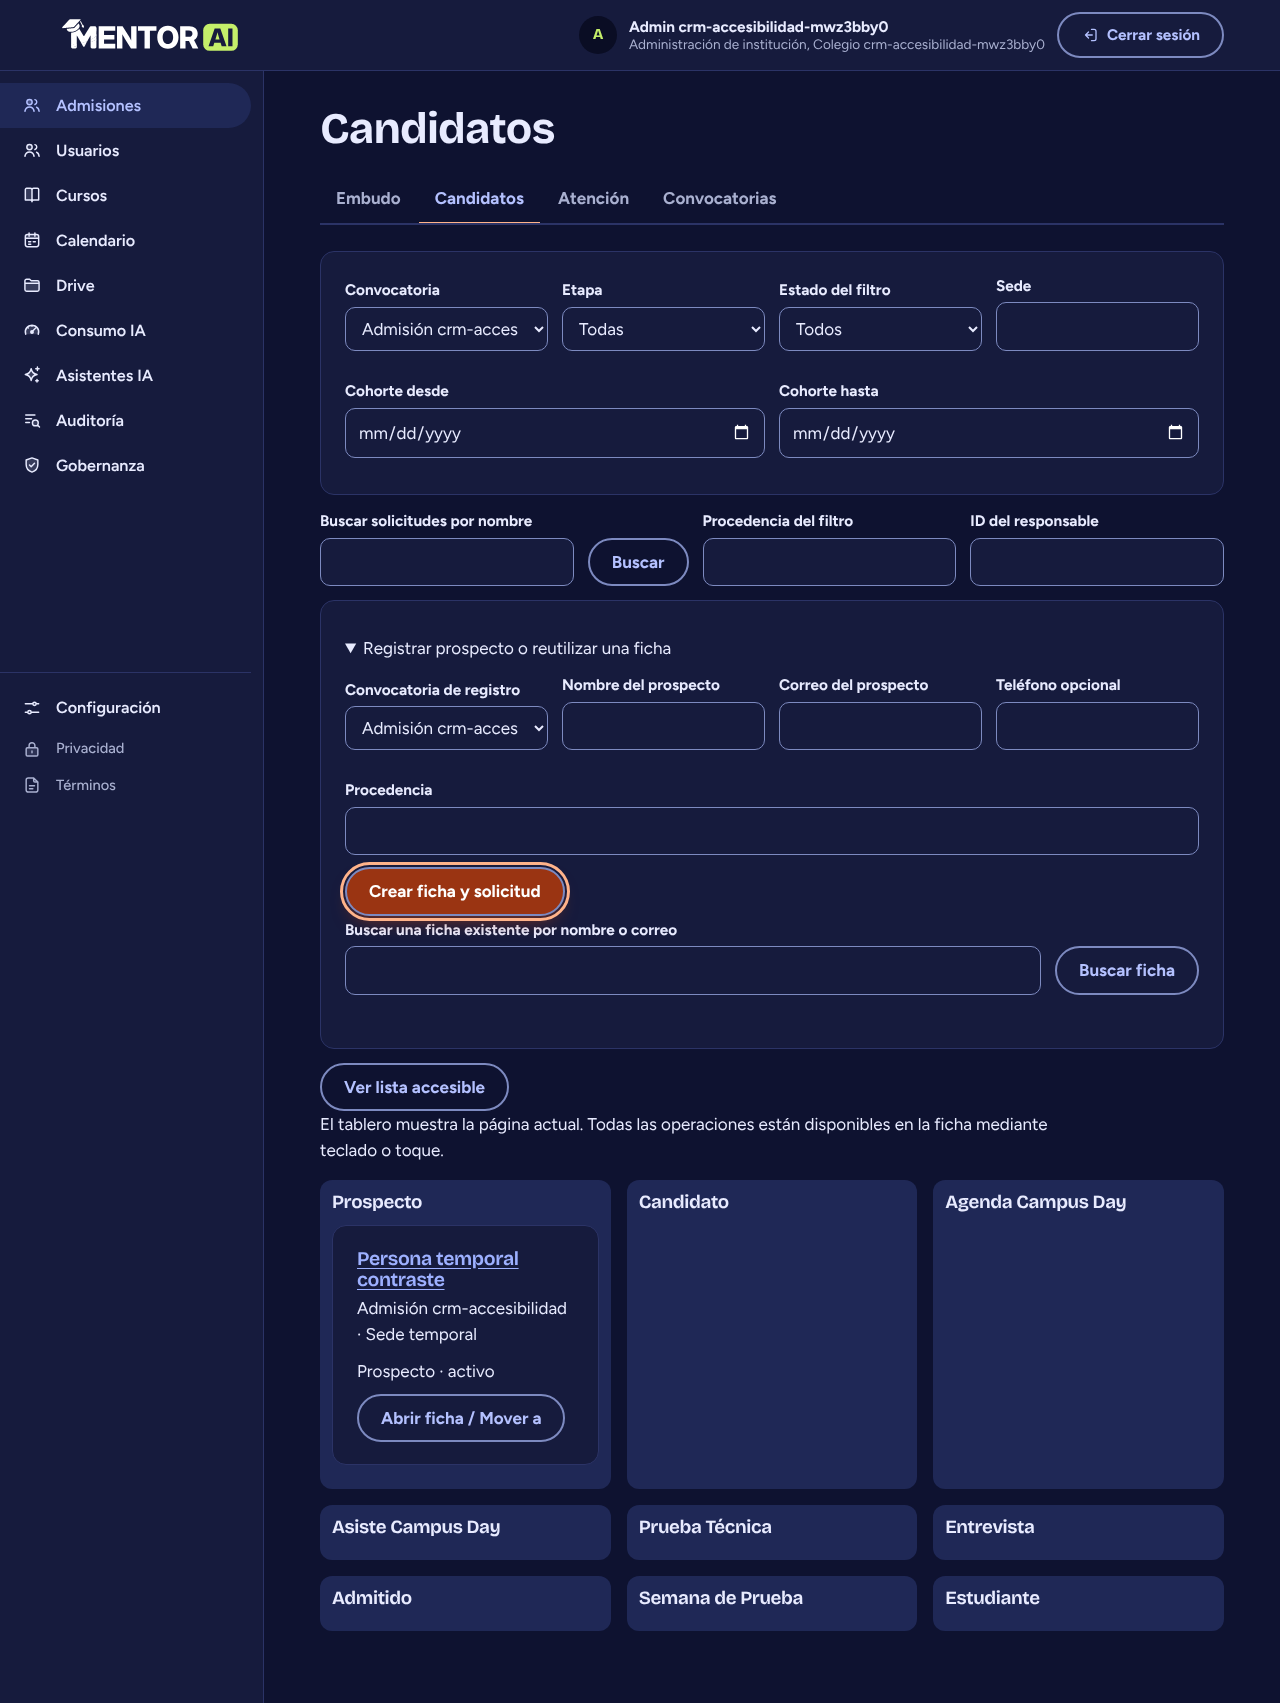 MENTOR AI
A
Admin crm-accesibilidad-mwz3bby0
Administración de institución, Colegio crm-accesibilidad-mwz3bby0
Cerrar sesión
Admisiones
Usuarios
Cursos
Calendario
Drive
Consumo IA
Asistentes IA
Auditoría
Gobernanza
Configuración
Privacidad
Términos
Candidatos
Embudo
Candidatos
Atención
Convocatorias
Convocatoria
Etapa
Estado del filtro
Sede
Admisión crm-acces
Todas
Todos
Cohorte desde
Cohorte hasta
mm/dd/yyyy
mm/dd/yyyy
Buscar solicitudes por nombre
Buscar
Procedencia del filtro
ID del responsable
Registrar prospecto o reutilizar una ficha
Convocatoria de registro
Nombre del prospecto
Correo del prospecto
Teléfono opcional
Admisión crm-acces
Procedencia
Crear ficha y solicitud
Buscar una ficha existente por nombre o correo
Buscar ficha
Ver lista accesible
El tablero muestra la página actual. Todas las operaciones están disponibles en la ficha mediante
teclado o toque.
Prospecto
Persona temporal
contraste
Admisión crm-accesibilidad
· Sede temporal
Prospecto · activo
Abrir ficha / Mover a
Candidato
Agenda Campus Day
Asiste Campus Day
Prueba Técnica
Entrevista
Admitido
Semana de Prueba
Estudiante